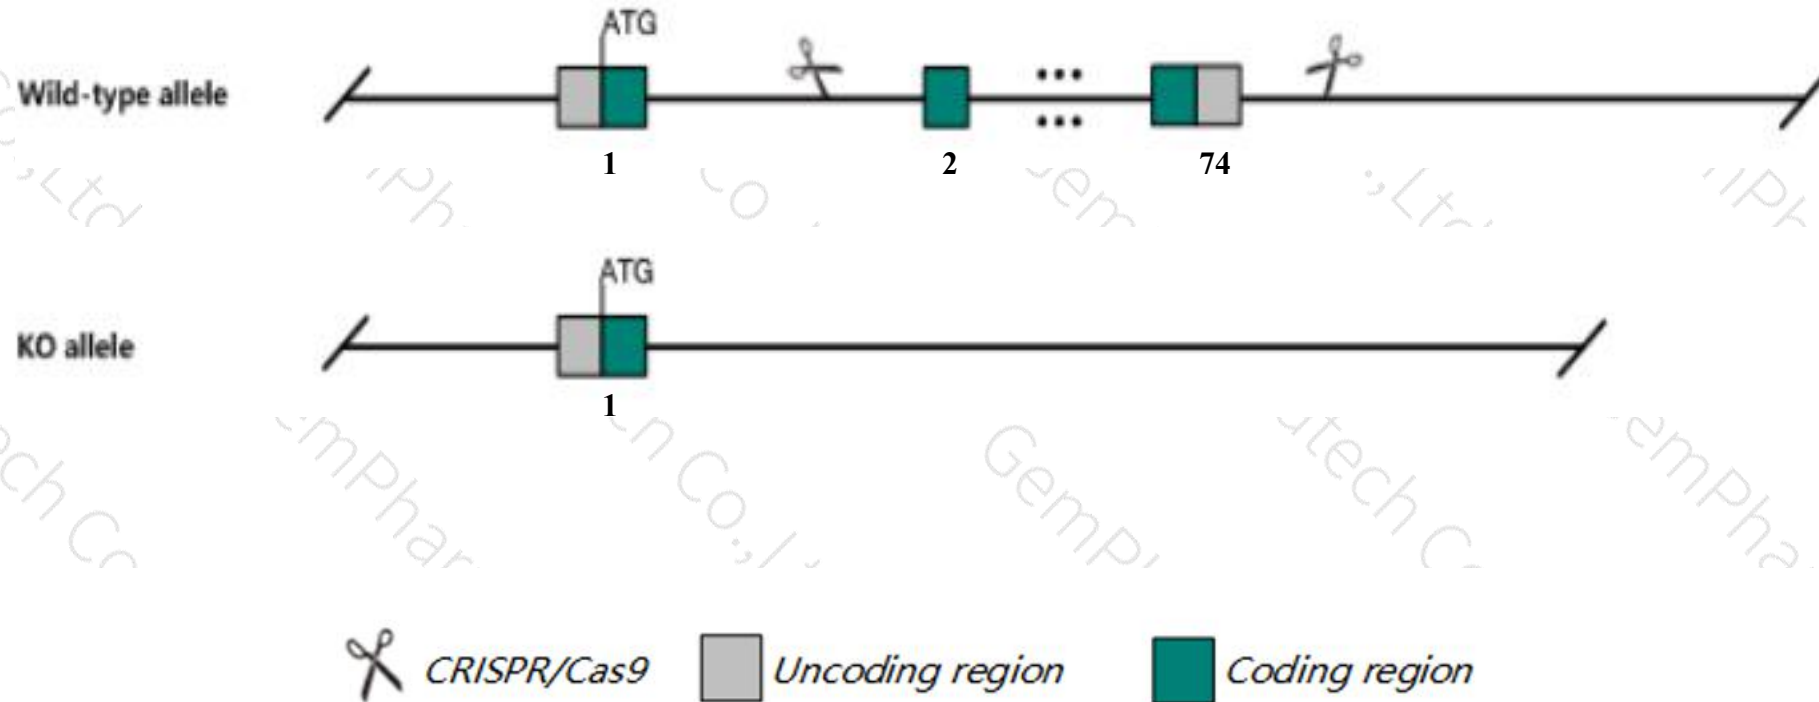 ATG
Wild-type allele
1 2 74
ATG
KO allele
1
CRISPR/Cas9 Uncoding region Coding region